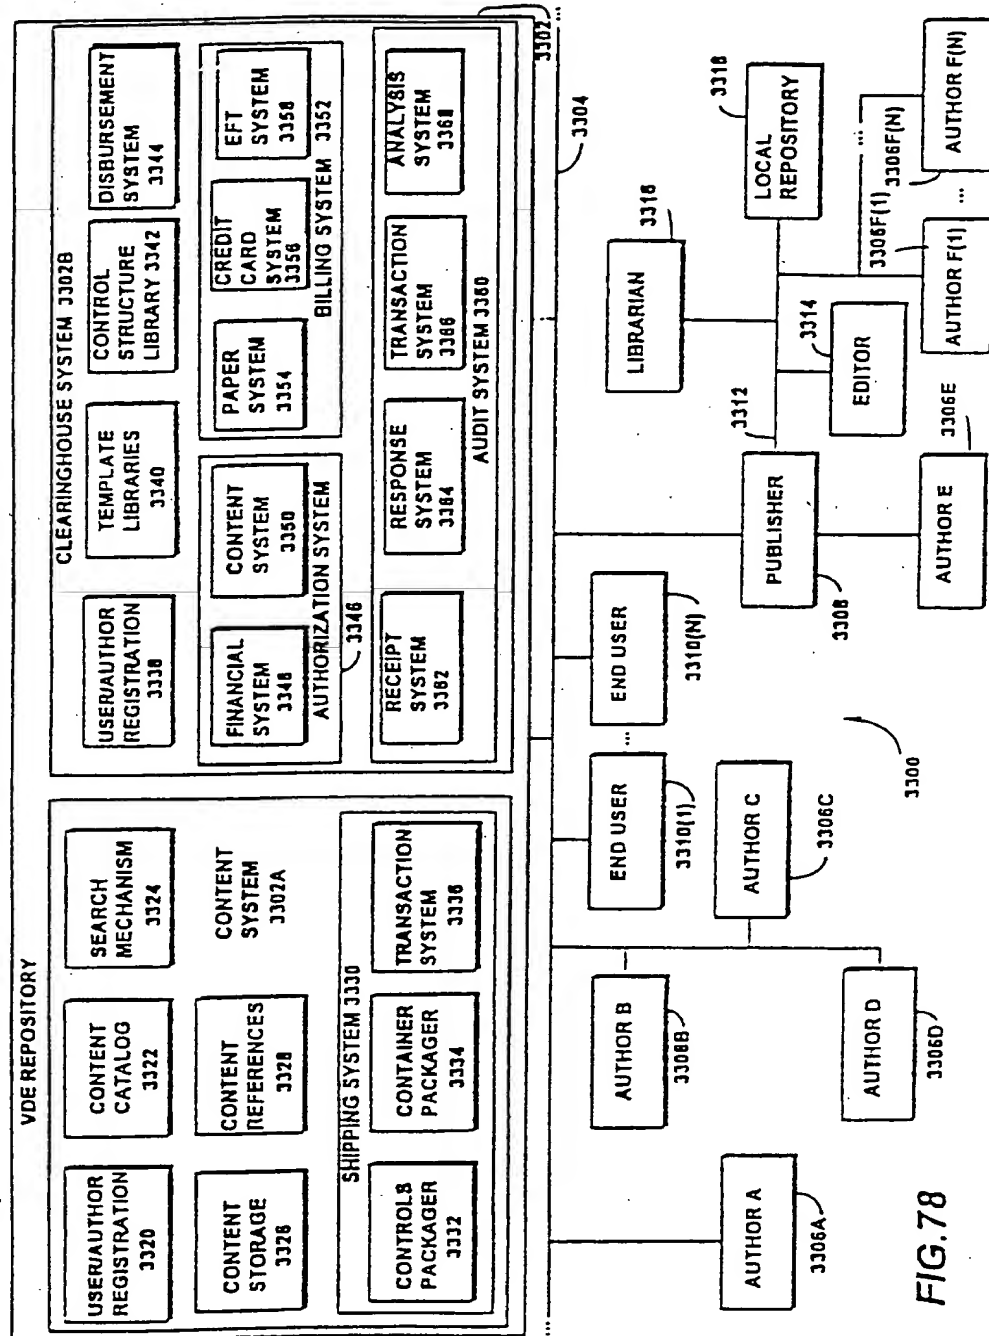 VDE REPOSITORY
USER/AUTHOR
REGISTRATION
3320
CONTENT
CATALOG
3322
SEARCH
MECHANISM
3324
CONTENT
STORAGE
3326
CONTENT
REFERENCES
3328
CONTENT
SYSTEM
3302A
SHIPPING SYSTEM 3330
CONTROLS
PACKAGER
3332
CONTAINER
PACKAGER
3334
TRANSACTION
SYSTEM
3336
CLEARINGHOUSE SYSTEM 3302B
USER/AUTHOR
REGISTRATION
3338
TEMPLATE
LIBRARIES
3340
CONTROL
STRUCTURE
LIBRARY 3342
DISBURSEMENT
SYSTEM
3344
FINANCIAL
SYSTEM
3348
CONTENT
SYSTEM
3350
AUTHORIZATION SYSTEM
3346
PAPER
SYSTEM
3354
CREDIT
CARD
SYSTEM
3356
EFT
SYSTEM
3358
BILLING SYSTEM 3352
RECEIPT
SYSTEM
3362
RESPONSE
SYSTEM
3364
TRANSACTION
SYSTEM
3366
ANALYSIS
SYSTEM
3368
AUDIT SYSTEM 3360
3302
...
...
3304
AUTHOR A
3306A
AUTHOR B
3306B
AUTHOR C
3306C
AUTHOR D
3306D
END USER
3310(1)
...
END USER
3310(N)
3300
PUBLISHER
3308
3312
AUTHOR E
3306E
LIBRARIAN
3316
EDITOR
3314
LOCAL
REPOSITORY
3318
3306F(1)
3306F(N)
...
AUTHOR F(1)
...
AUTHOR F(N)
FIG.78